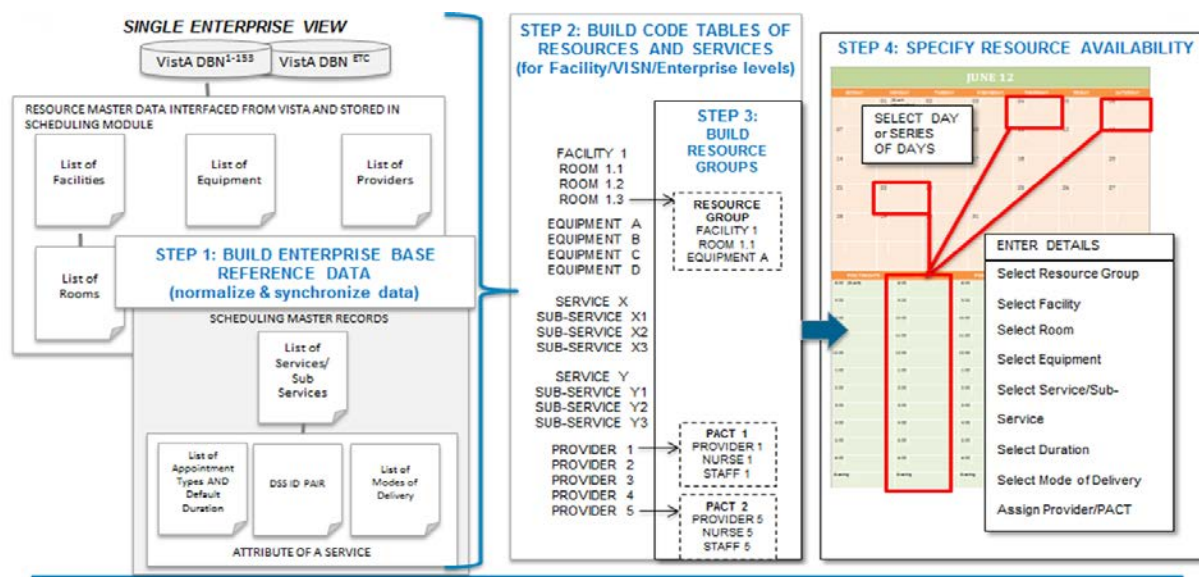 SINGLE ENTERPRISE VIEW
VistA DBN1-153
VistA DBN ETC
RESOURCE MASTER DATA INTERFACED FROM VISTA AND STORED IN
SCHEDULING MODULE
List of
Facilities
List of
Equipment
List of
Providers
List of
Rooms
STEP 1: BUILD ENTERPRISE BASE
REFERENCE DATA
(normalize & synchronize data)
SCHEDULING MASTER RECORDS
List of
Services/
Sub
Services
List of
Appointment
Types AND
Default
Duration
DSS ID PAIR
List of
Modes of
Delivery
ATTRIBUTE OF A SERVICE
STEP 2: BUILD CODE TABLES OF
RESOURCES AND SERVICES
(for Facility/VISN/Enterprise levels)
FACILITY 1
ROOM 1.1
ROOM 1.2
ROOM 1.3
EQUIPMENT A
EQUIPMENT B
EQUIPMENT C
EQUIPMENT D
SERVICE X
SUB-SERVICE X1
SUB-SERVICE X2
SUB-SERVICE X3
SERVICE Y
SUB-SERVICE Y1
SUB-SERVICE Y2
SUB-SERVICE Y3
PROVIDER 1
PROVIDER 2
PROVIDER 3
PROVIDER 4
PROVIDER 5
STEP 3:
BUILD
RESOURCE
GROUPS
RESOURCE
GROUP
FACILITY 1
ROOM 1.1
EQUIPMENT A
PACT 1
PROVIDER 1
NURSE 1
STAFF 1
PACT 2
PROVIDER 5
NURSE 5
STAFF 5
STEP 4: SPECIFY RESOURCE AVAILABILITY
JUNE 12
SELECT DAY
or SERIES
OF DAYS
ENTER DETAILS
Select Resource Group
Select Facility
Select Room
Select Equipment
Select Service/Sub-
Service
Select Duration
Select Mode of Delivery
Assign Provider/PACT